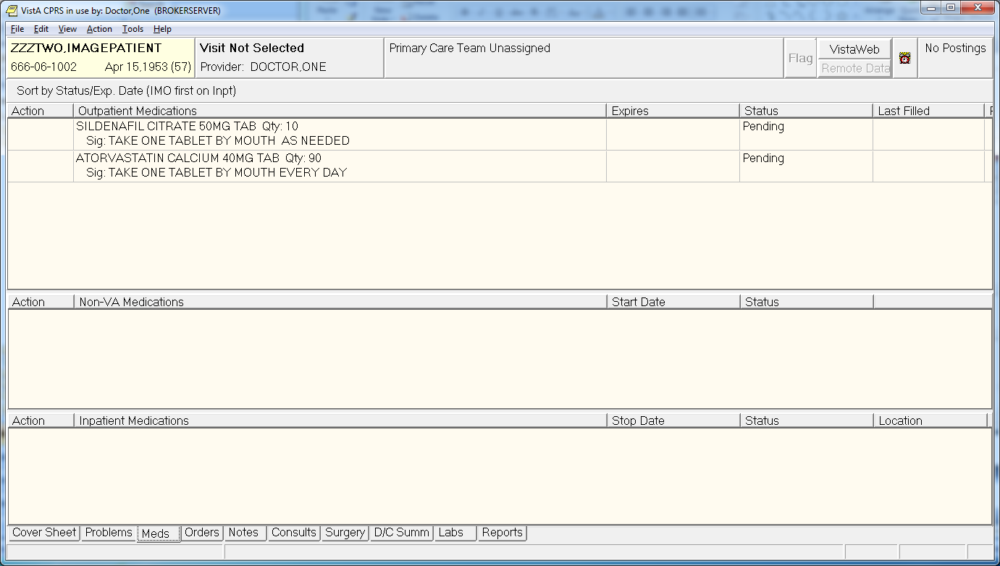 VistA CPRS in use by: Doctor,One (BROKERSERVER)
File Edit View Action Tools Help
ZZZTWO,IMAGEPATIENT Visit Not Selected Primary Care Team Unassigned Flag VistaWeb No Postings
666-06-1002 Apr 15,1953 (57) Provider: DOCTOR,ONE Remote Data
Sort by Status/Exp. Date (IMO first on Inpt)
Action Outpatient Medications Expires Status Last Filled
SILDENAFIL CITRATE 50MG TAB Qty: 10 Pending
Sig: TAKE ONE TABLET BY MOUTH AS NEEDED
ATORVASTATIN CALCIUM 40MG TAB Qty: 90 Pending
Sig: TAKE ONE TABLET BY MOUTH EVERY DAY
Action Non-VA Medications Start Date Status
Action Inpatient Medications Stop Date Status Location
Cover Sheet Problems Meds Orders Notes Consults Surgery D/C Summ Labs Reports